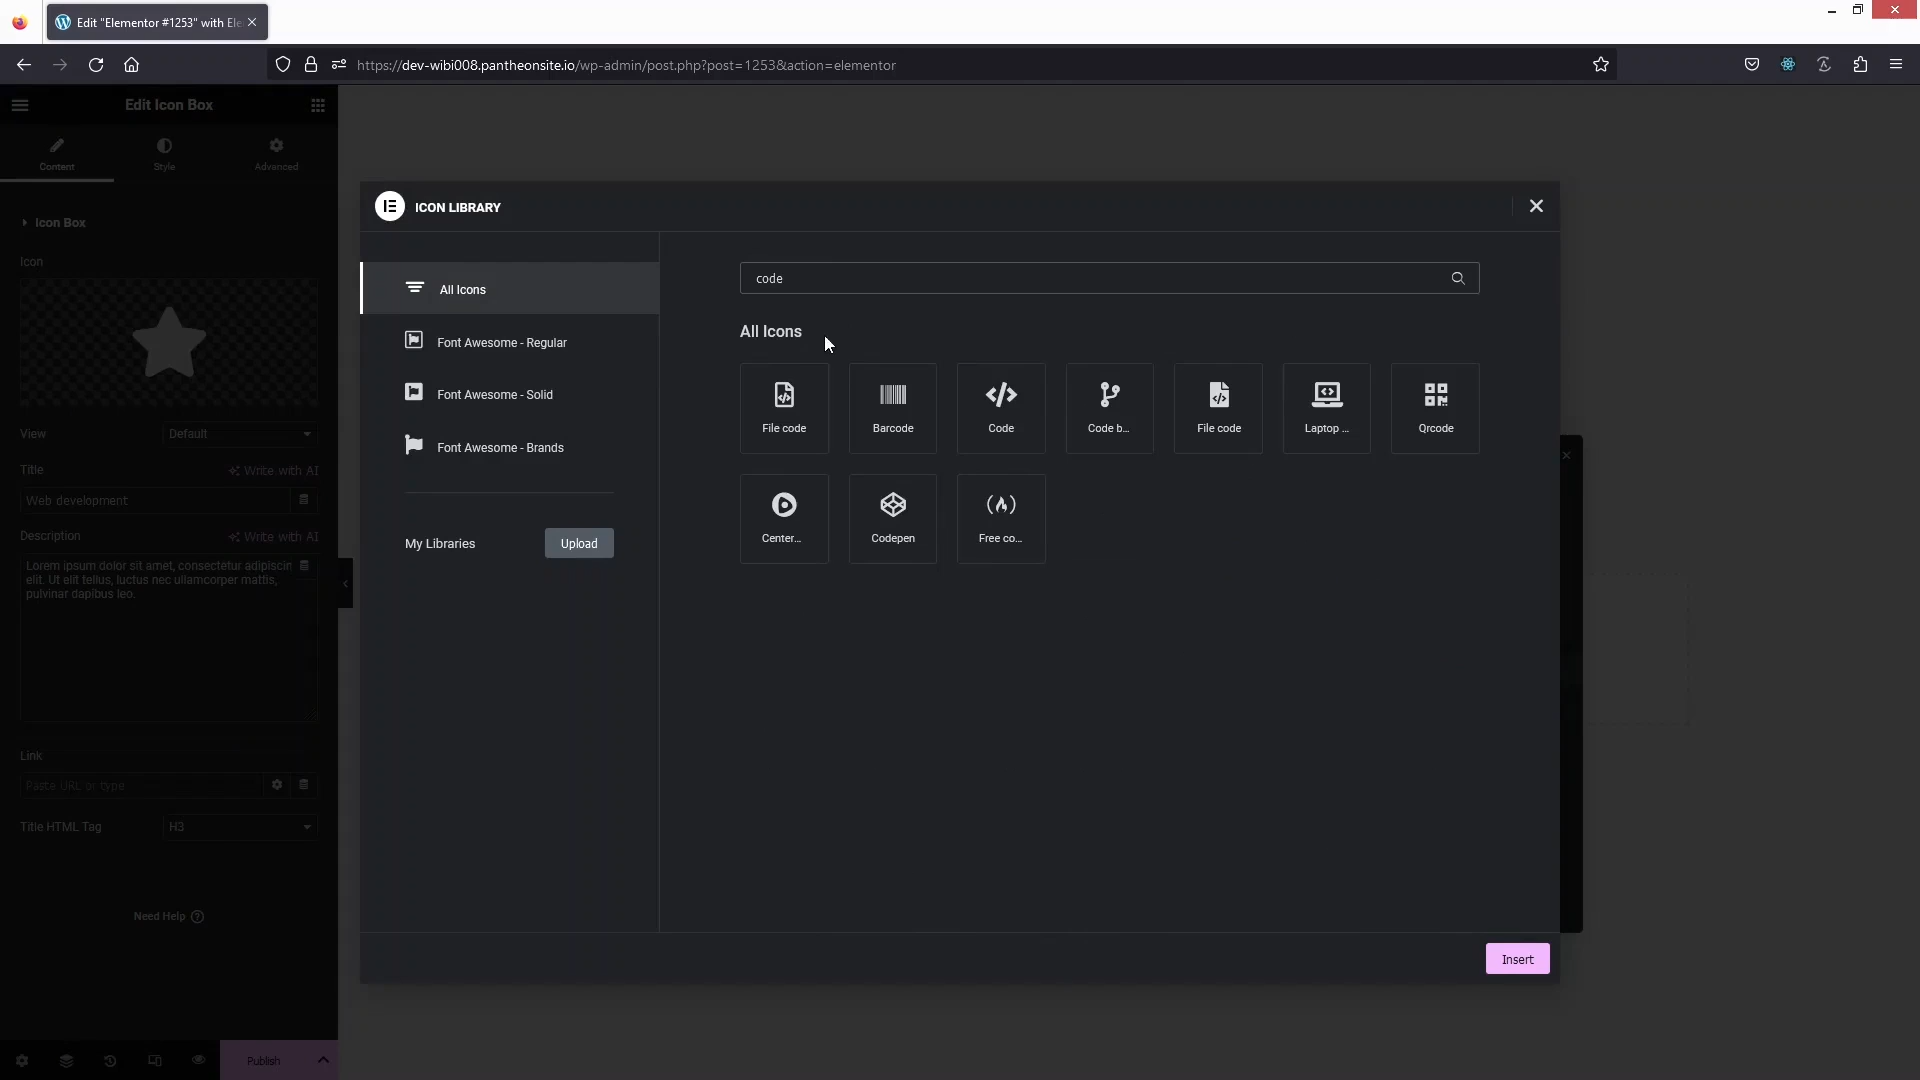 Edit "Elementor #1253" with Ele
https://dev-wibi008.pantheonsite.io/wp-admin/post.php?post=1253&action=elementor
Edit Icon Box
Content
Style
Advanced
Icon Box
Icon
View
Default
Title
Write with AI
Web development
Description
Write with AI
Lorem ipsum dolor sit amet, consectetur adipiscin
elit. Ut elit tellus, luctus nec ullamcorper mattis,
pulvinar dapibus leo.
Link
Paste URL or type
Title HTML Tag
H3
Need Help
Publish
ICON LIBRARY
All Icons
Font Awesome - Regular
Font Awesome - Solid
Font Awesome - Brands
My Libraries
Upload
code
All Icons
File code
Barcode
Code
Code b...
File code
Laptop ...
Qrcode
Center...
Codepen
Free co...
Insert